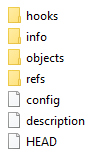 hooks
info
objects
refs
config
description
HEAD